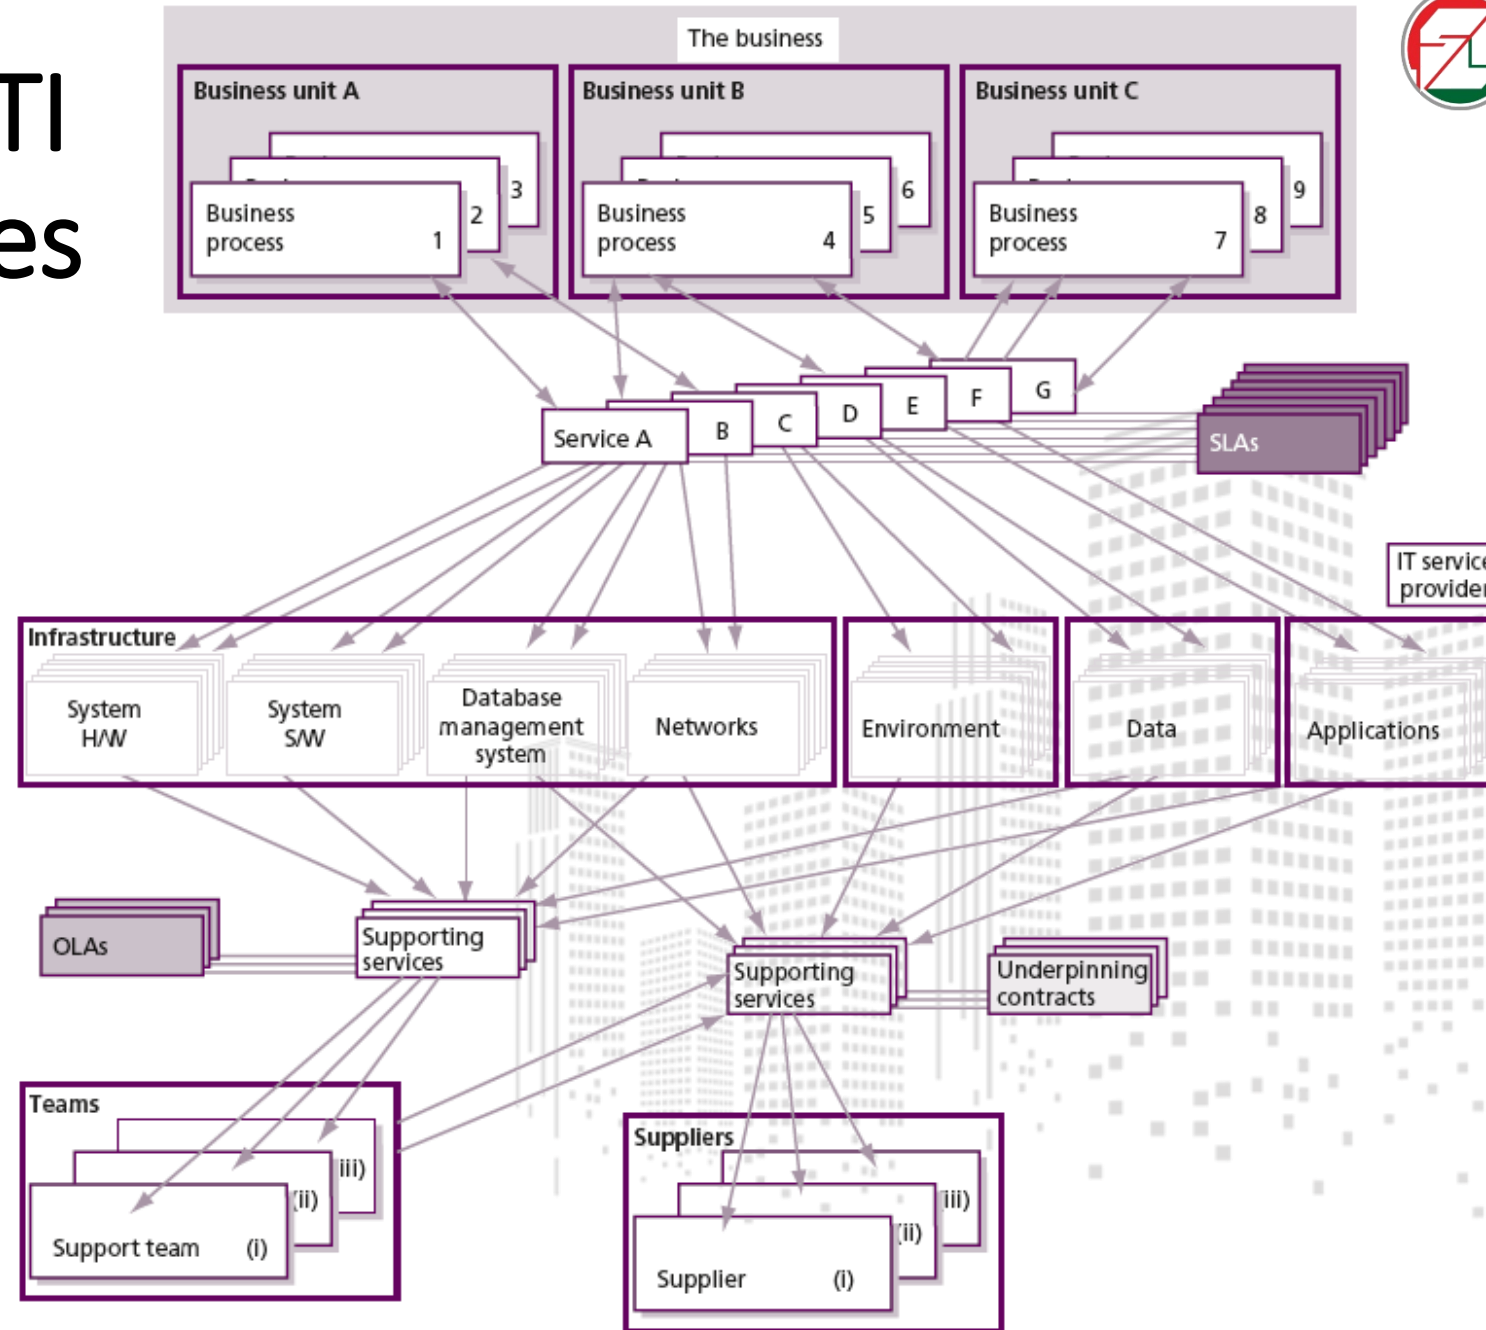 TI
es
The business
Business unit A
Business unit B
Business unit C
3
2
Business
process
1
6
5
Business
process
4
9
8
Business
process
7
Service A
B
C
D
E
F
G
SLAs
IT service
provider
Infrastructure
System
H/W
System
S/W
Database
management
system
Networks
Environment
Data
Applications
OLAs
Supporting
services
Supporting
services
Underpinning
contracts
Teams
iii)
(ii)
Support team (i)
Suppliers
(iii)
(ii)
Supplier (i)